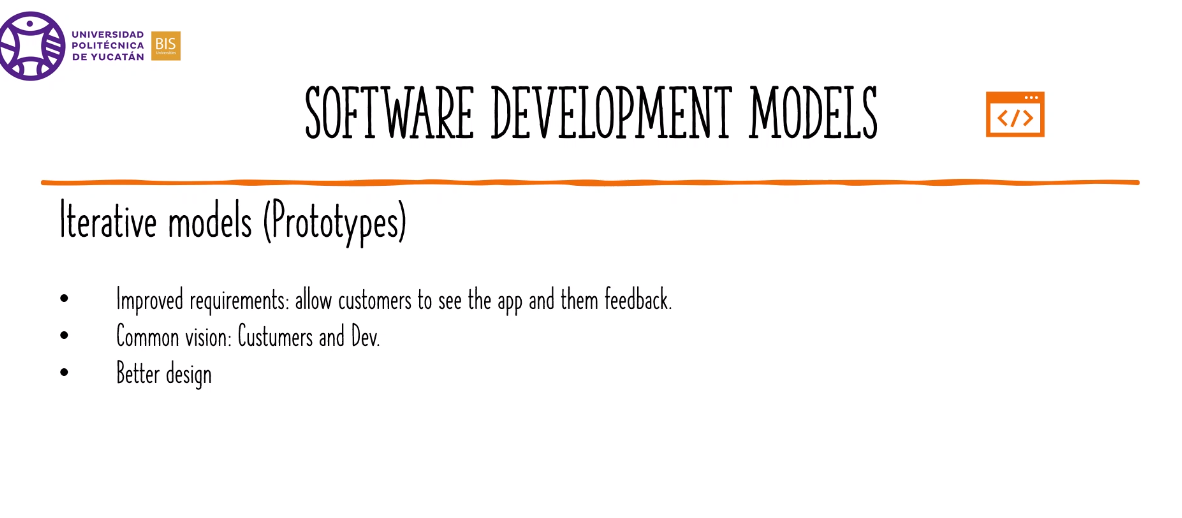 UNIVERSIDAD
POLITÉCNICA
DE YUCATÁN
BIS
SOFTWARE DEVELOPMENT MODELS
</>
Iterative models (Prototypes)
• Improved requirements: allow customers to see the app and them feedback.
• Common vision: Custumers and Dev.
• Better design